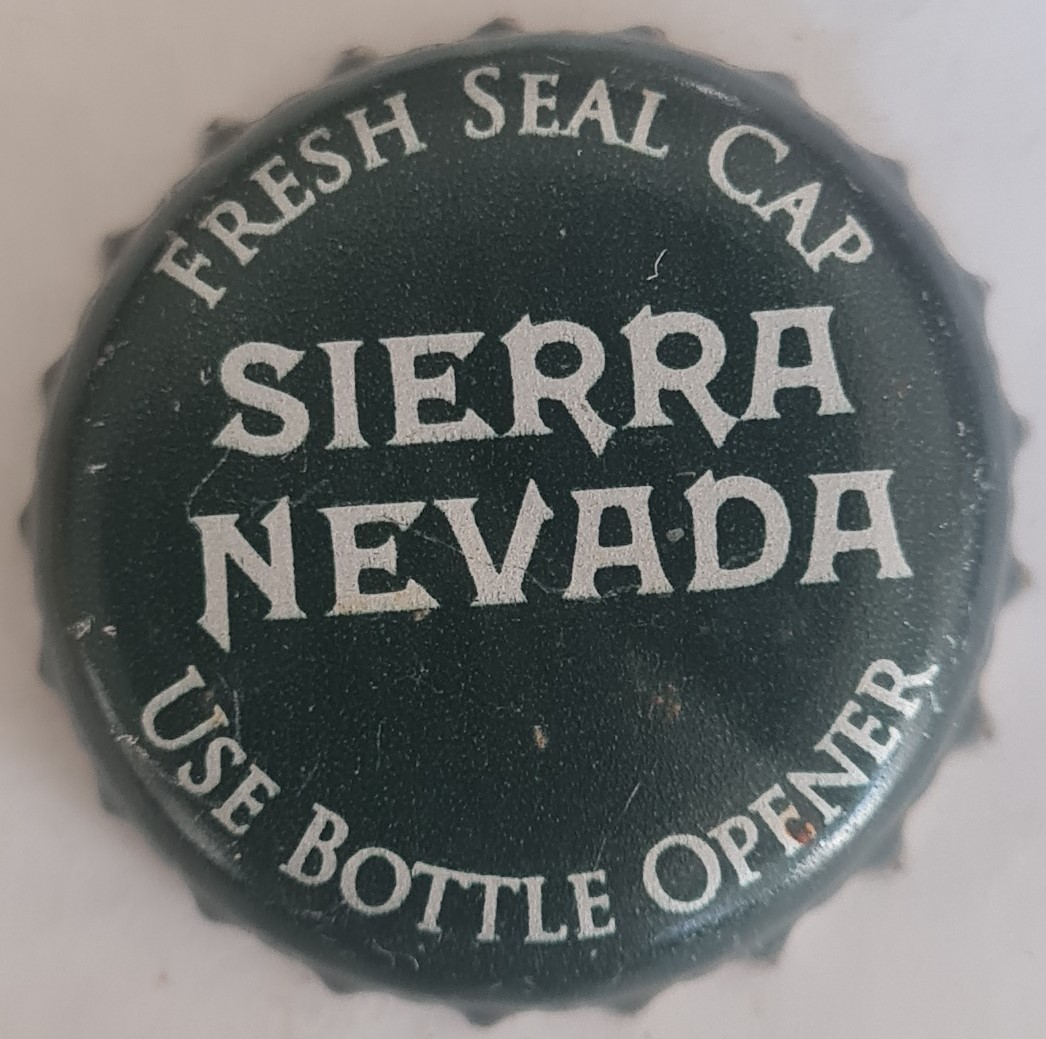 FRESH SEAL CAP
SIERRA
NEVADA
USE BOTTLE OPENER